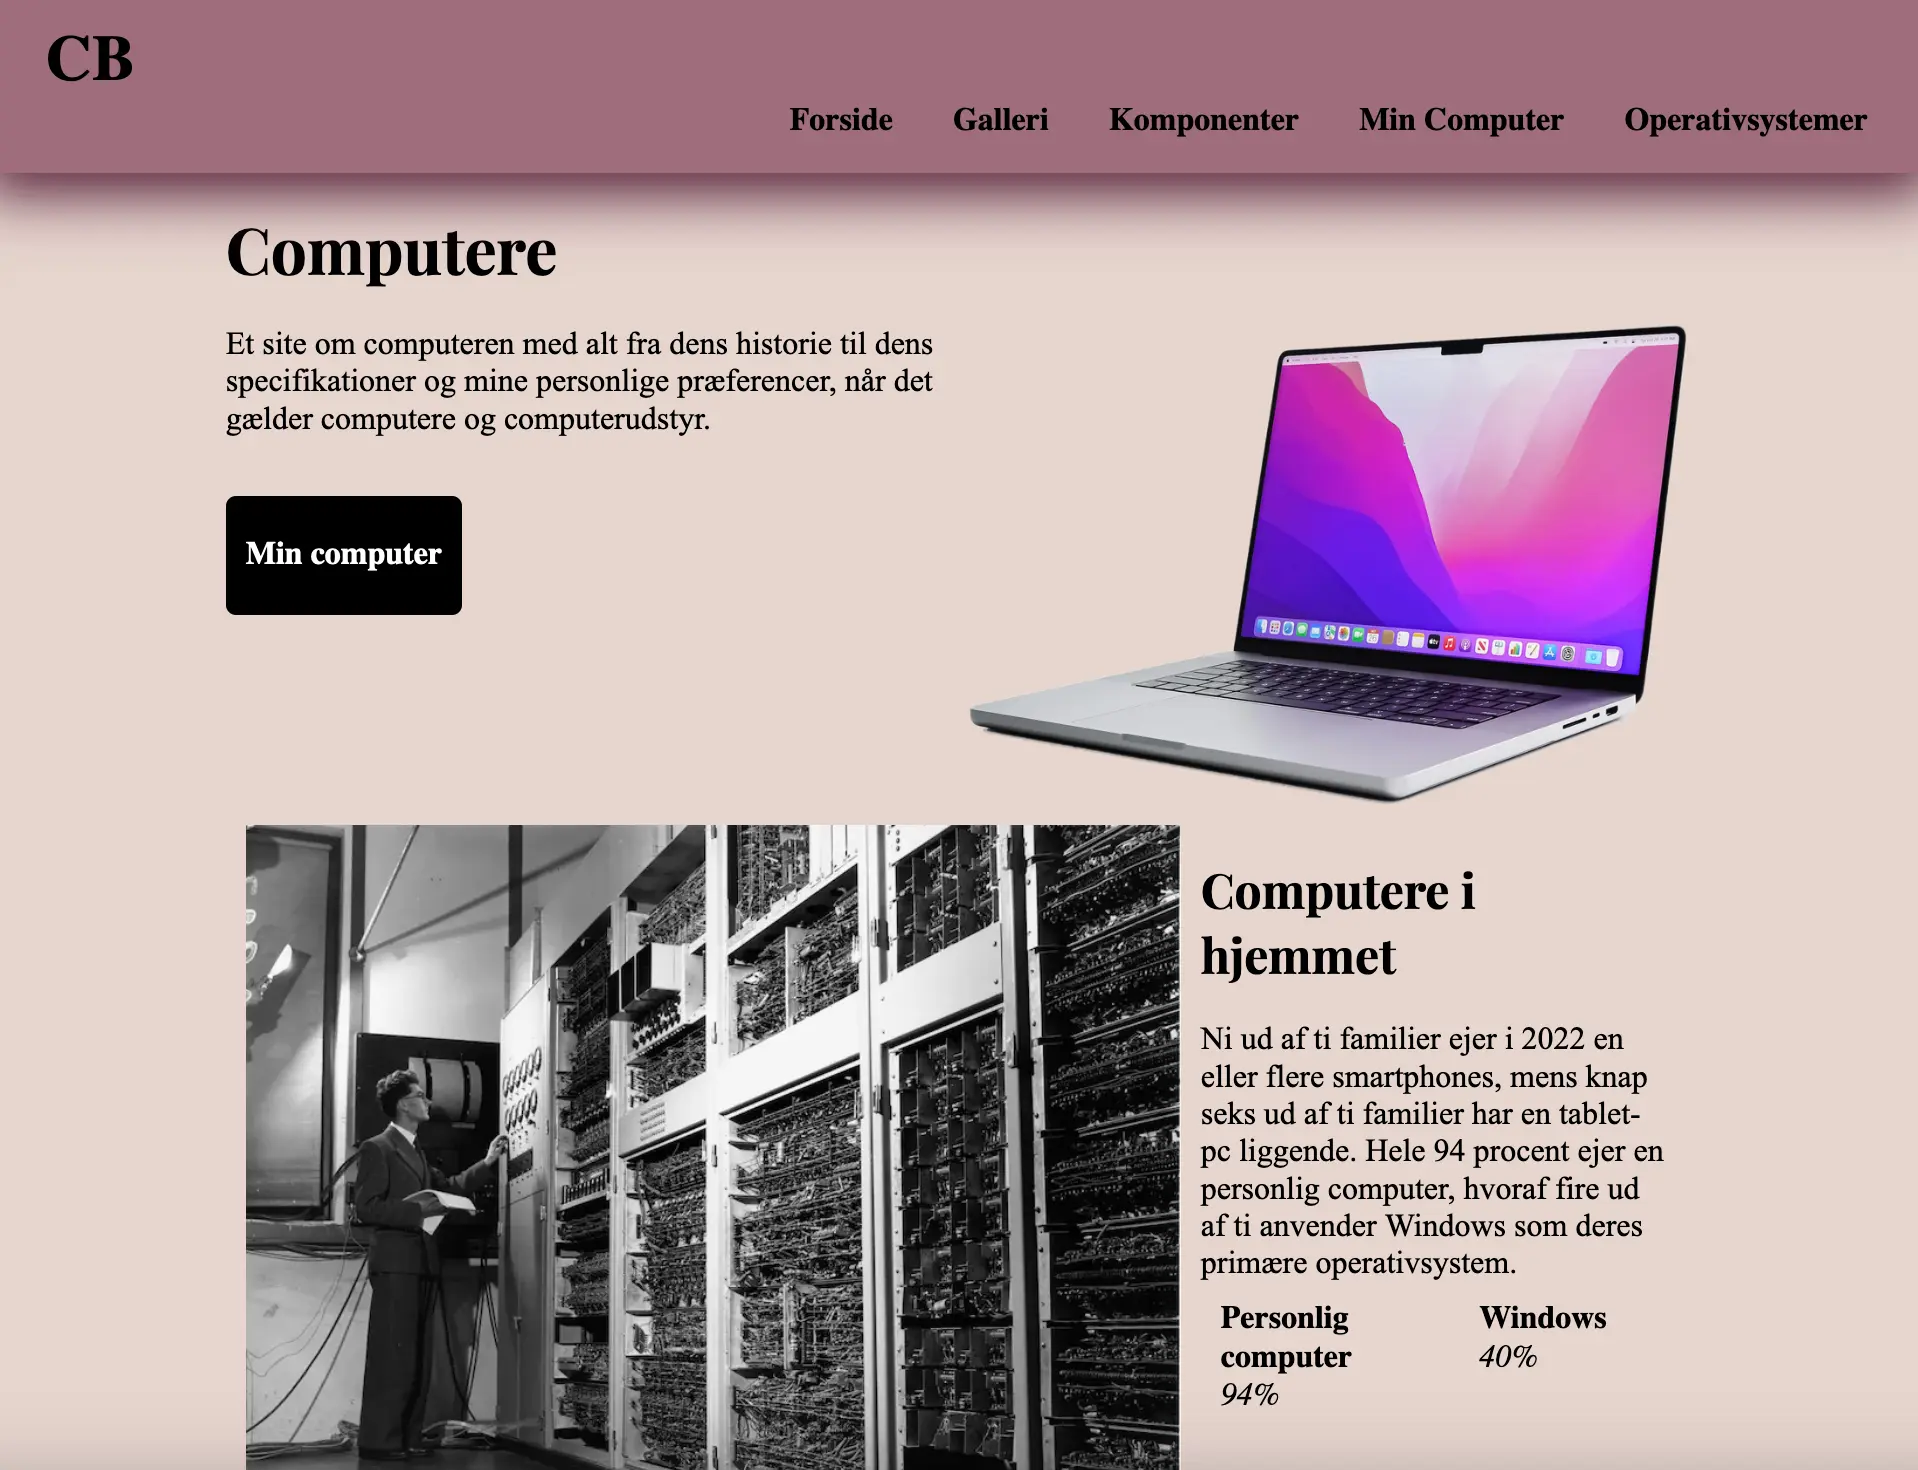 CB
Forside Galleri Komponenter Min Computer Operativsystemer
Computere
Et site om computeren med alt fra dens historie til dens
specifikationer og mine personlige præferencer, når det
gælder computere og computerudstyr.
Min computer
Computere i
hjemmet
Ni ud af ti familier ejer i 2022 en
eller flere smartphones, mens knap
seks ud af ti familier har en tablet-
pc liggende. Hele 94 procent ejer en
personlig computer, hvoraf fire ud
af ti anvender Windows som deres
primære operativsystem.
Personlig
computer
94%
Windows
40%